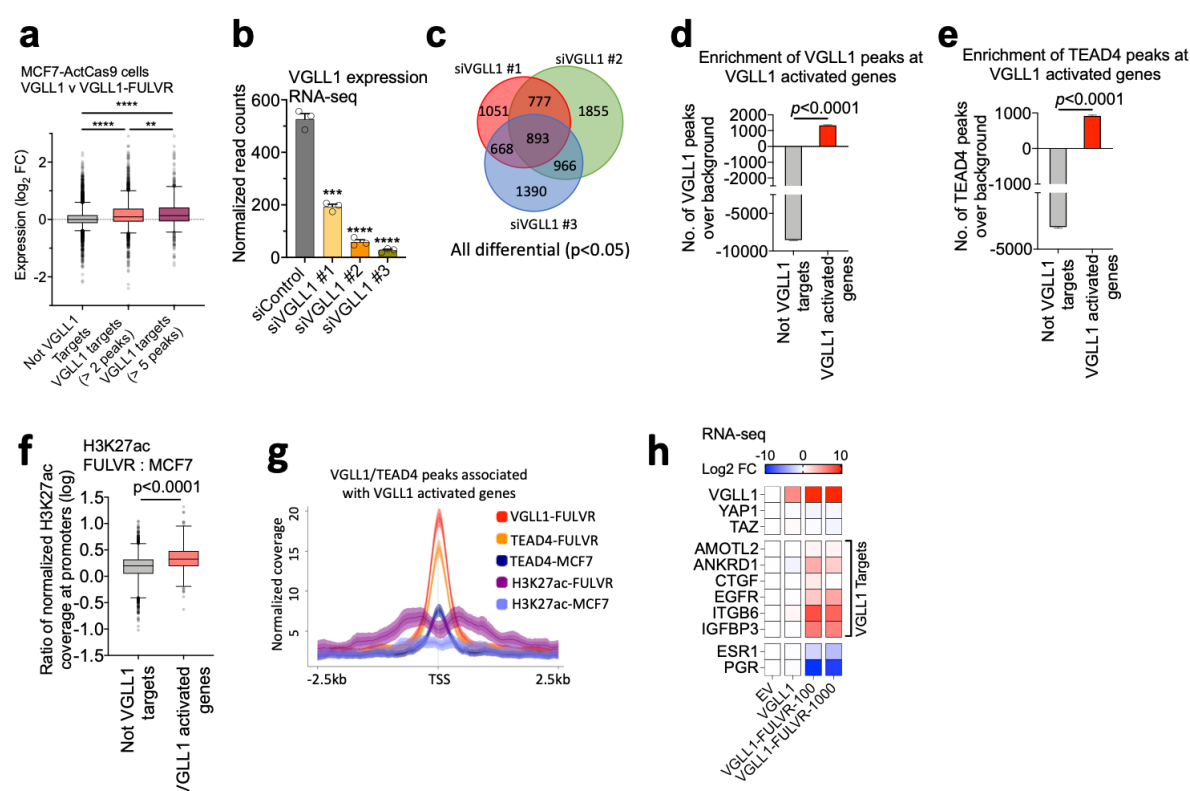 a
MCF7-ActCas9 cells
VGLL1 v VGLL1-FULVR
****
****
**
Expression (log2 FC)
2
0
-2
Not VGLL1
Targets
VGLL1 targets
(> 2 peaks)
VGLL1 targets
(> 5 peaks)
b
VGLL1 expression
RNA-seq
Normalized read counts
600
400
200
0
***
****
****
siControl
siVGLL1 #1
siVGLL1 #2
siVGLL1 #3
c
siVGLL1 #1
siVGLL1 #2
1051
777
1855
893
668
966
1390
siVGLL1 #3
All differential (p<0.05)
d
Enrichment of VGLL1 peaks at
VGLL1 activated genes
p<0.0001
No. of VGLL1 peaks
over background
2000
1000
0
-1000
-2000
-5000
-10000
Not VGLL1
targets
VGLL1 activated
genes
e
Enrichment of TEAD4 peaks at
VGLL1 activated genes
p<0.0001
No. of TEAD4 peaks
over background
1000
0
-1000
-5000
Not VGLL1
targets
VGLL1 activated
genes
f
H3K27ac
FULVR : MCF7
p<0.0001
Ratio of normalized H3K27ac
coverage at promoters (log)
1.5
1.0
0.5
0.0
-0.5
-1.0
-1.5
Not VGLL1
targets
VGLL1 activated
genes
g
VGLL1/TEAD4 peaks associated
with VGLL1 activated genes
Normalized coverage
20
15
10
5
VGLL1-FULVR
TEAD4-FULVR
TEAD4-MCF7
H3K27ac-FULVR
H3K27ac-MCF7
-2.5kb
TSS
2.5kb
h
RNA-seq
Log2 FC
-10
0
10
VGLL1
YAP1
TAZ
AMOTL2
ANKRD1
CTGF
EGFR
ITGB6
IGFBP3
VGLL1 Targets
ESR1
PGR
EV
VGLL1
VGLL1-FULVR-100
VGLL1-FULVR-1000